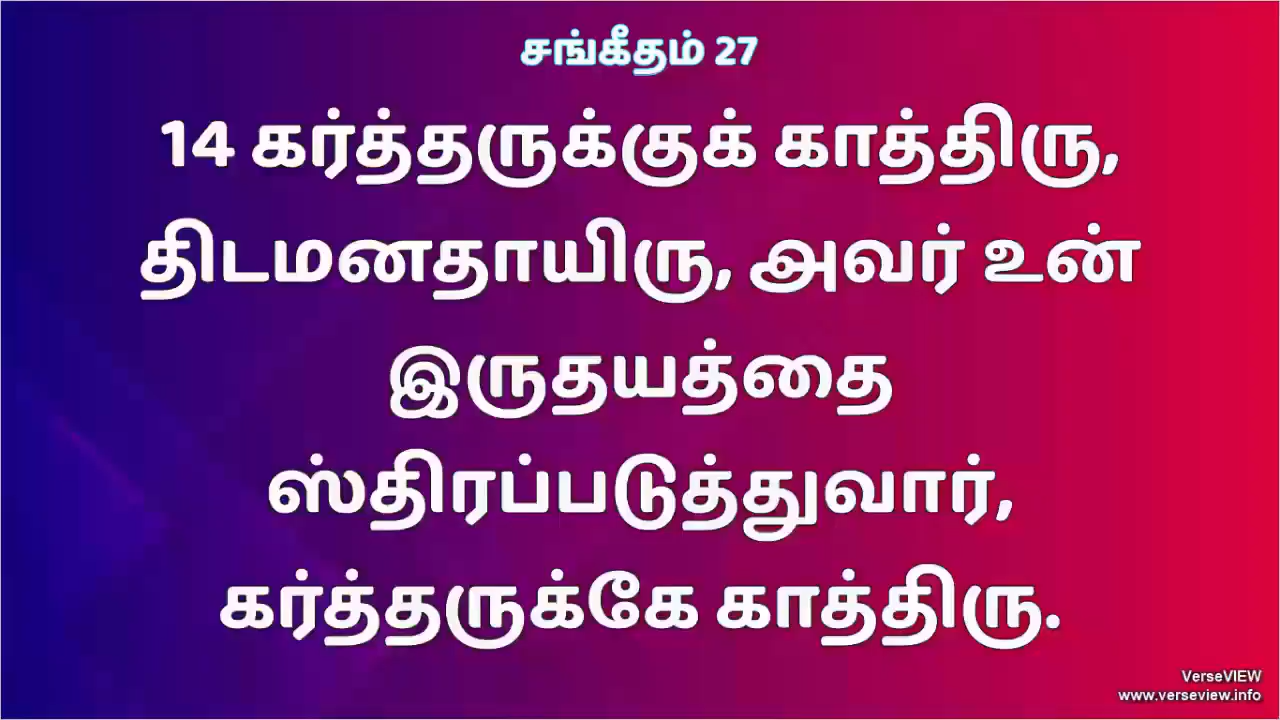 சங்கீதம் 27
14 கர்த்தருக்குக் காத்திரு,
திடமனதாயிரு, அவர் உன்
இருதயத்தை
ஸ்திரப்படுத்துவார்,
கர்த்தருக்கே காத்திரு.
VerseVIEW
www.verseview.info